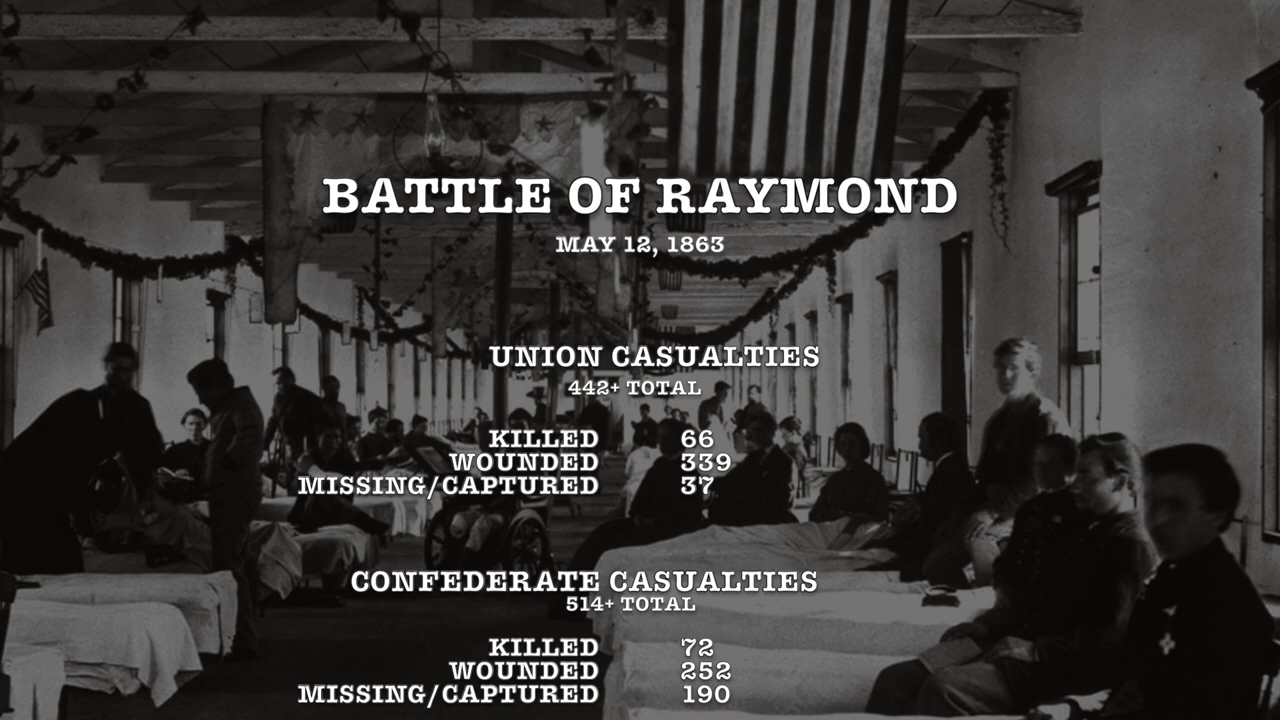 BATTLE OF RAYMOND
MAY 12, 1863
UNION CASUALTIES
442+ TOTAL
KILLED 66
WOUNDED 339
MISSING/CAPTURED 37
CONFEDERATE CASUALTIES
514+ TOTAL
KILLED 72
WOUNDED 252
MISSING/CAPTURED 190